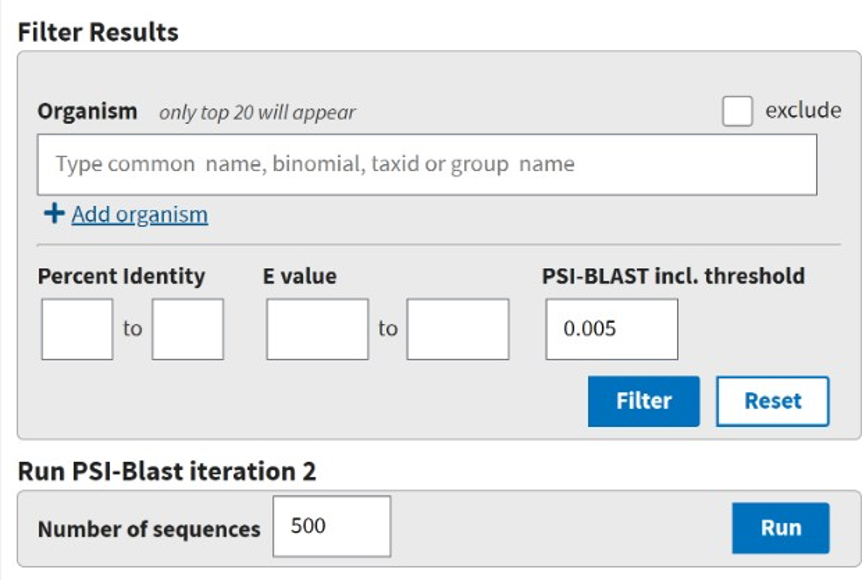 Filter Results
Organism only top 20 will appear exclude
Type common name, binomial, taxid or group name
+ Add organism
Percent Identity E value PSI-BLAST incl. threshold
to to 0.005
Filter Reset
Run PSI-Blast iteration 2
Number of sequences 500 Run